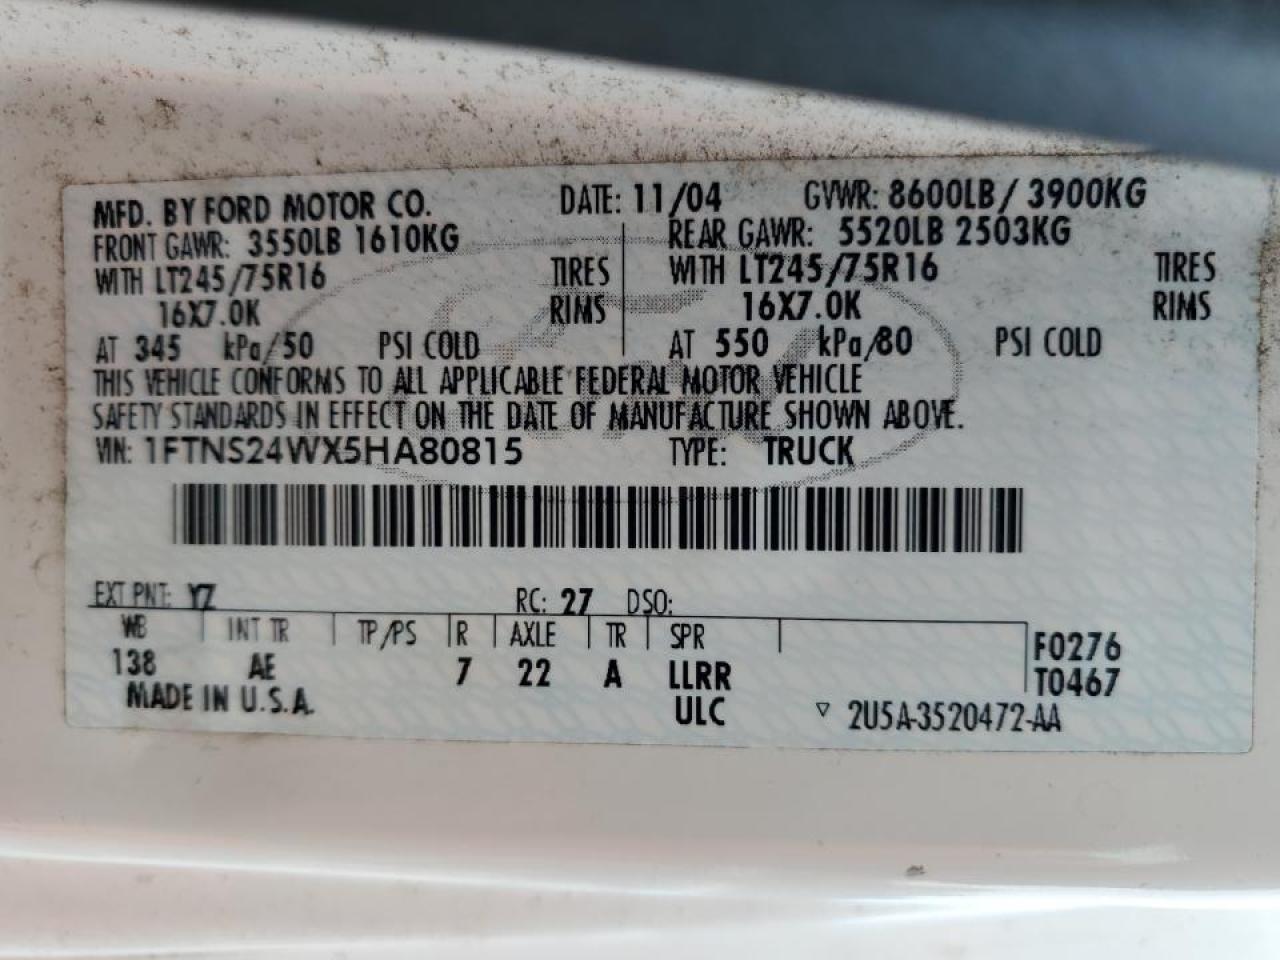 MFD. BY FORD MOTOR CO. DATE: 11/04 GVWR: 8600LB / 3900KG
FRONT GAWR: 3550LB 1610KG REAR GAWR: 5520LB 2503KG
WITH LT245/75R16 TIRES WITH LT245/75R16 TIRES
16X7.0K RIMS 16X7.0K RIMS
AT 345 kPa/50 PSI COLD AT 550 kPa/80 PSI COLD
THIS VEHICLE CONFORMS TO ALL APPLICABLE FEDERAL MOTOR VEHICLE
SAFETY STANDARDS IN EFFECT ON THE DATE OF MANUFACTURE SHOWN ABOVE.
VIN: 1FTNS24WX5HA80815 TYPE: TRUCK
EXT PNT: YZ RC: 27 DSO:
WB INT TR TP/PS R AXLE TR SPR F0276
138 AE 7 22 A LLRR T0467
MADE IN U.S.A. ULC ▽ 2U5A-3520472-AA